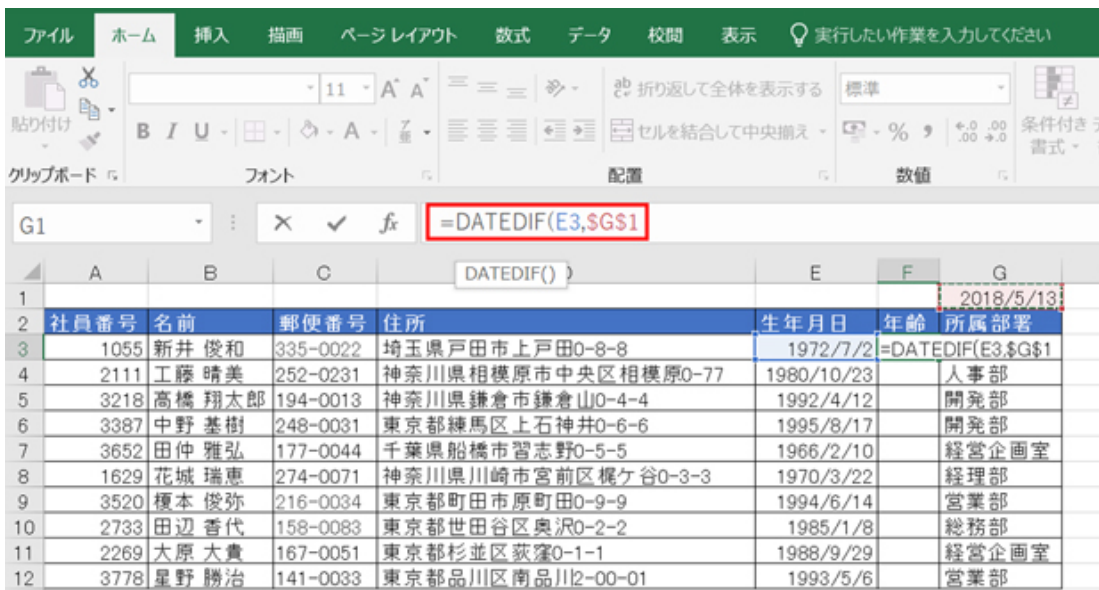 ファイル ホーム 挿入 描画 ページ レイアウト 数式 データ 校閲 表示 実行したい作業を入力してください
11 A A ab 折り返して全体を表示する 標準
貼り付け B I U A セルを結合して中央揃え % 条件付き
書式
クリップボード フォント 配置 数値
G1 fx =DATEDIF(E3,$G$1
DATEDIF()
A B C E F G
1 2018/5/13
2 社員番号 名前 郵便番号 住所 生年月日 年齢 所属部署
3 1055 新井 俊和 335-0022 埼玉県戸田市上戸田0-8-8 1972/7/2 =DATEDIF(E3,$G$1
4 2111 工藤 晴美 252-0231 神奈川県相模原市中央区相模原0-77 1980/10/23 人事部
5 3218 高橋 翔太郎 194-0013 神奈川県鎌倉市鎌倉山0-4-4 1992/4/12 開発部
6 3387 中野 基樹 248-0031 東京都練馬区上石神井0-6-6 1995/8/17 開発部
7 3652 田仲 雅弘 177-0044 千葉県船橋市習志野0-5-5 1966/2/10 経営企画室
8 1629 花城 瑞恵 274-0071 神奈川県川崎市宮前区梶ケ谷0-3-3 1970/3/22 経理部
9 3520 榎本 俊弥 216-0034 東京都町田市原町田0-9-9 1994/6/14 営業部
10 2733 田辺 香代 158-0083 東京都世田谷区奥沢0-2-2 1985/1/8 総務部
11 2269 大原 大貴 167-0051 東京都杉並区荻窪0-1-1 1988/9/29 経営企画室
12 3778 星野 勝治 141-0033 東京都品川区南品川2-00-01 1993/5/6 営業部